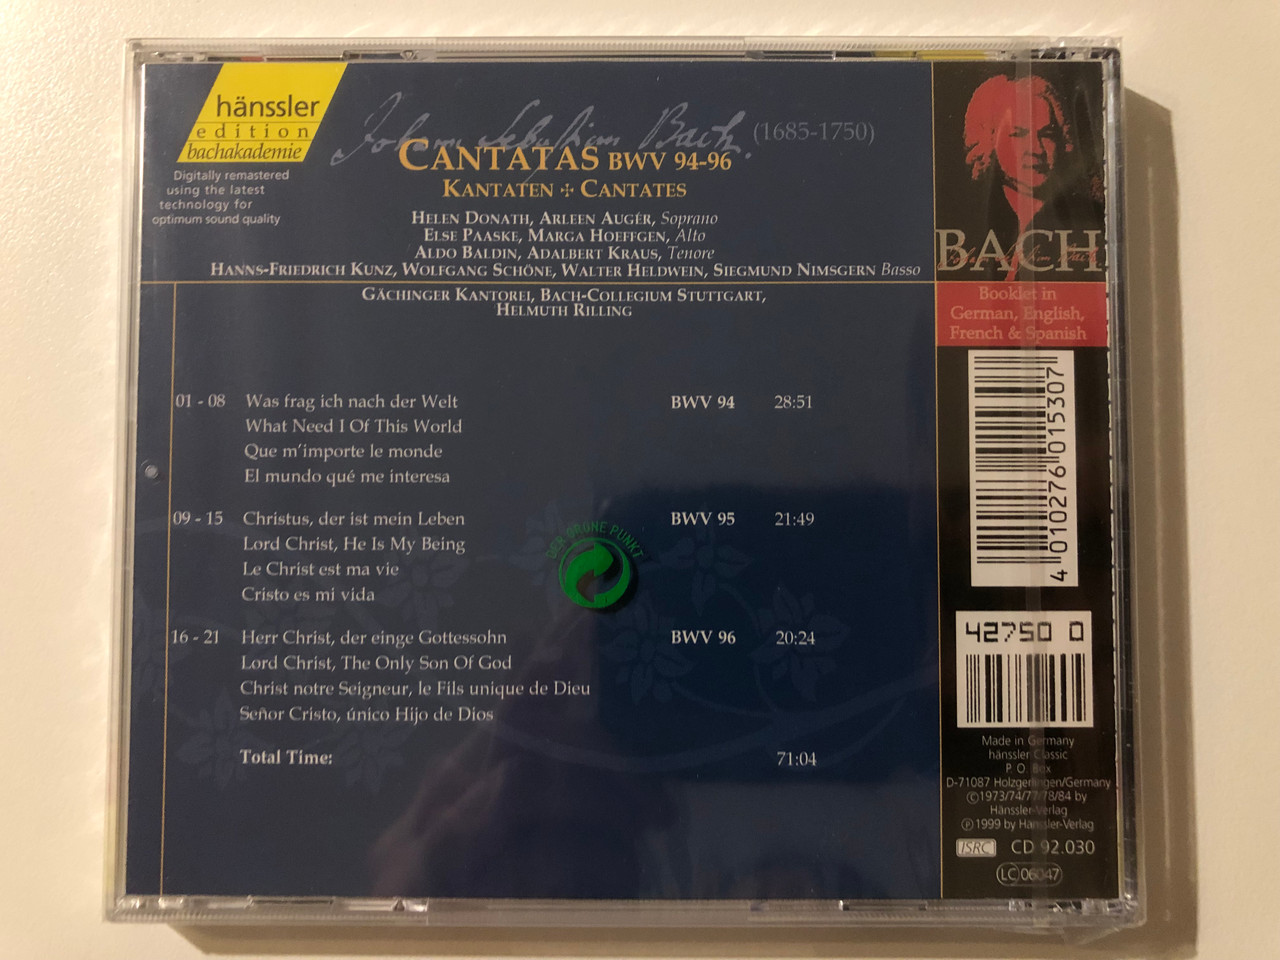 hänssler
edition
bachakademie
Digitally remastered
using the latest
technology for
optimum sound quality
Johann Sebastian Bach. (1685-1750)
CANTATAS BWV 94-96
KANTATEN ✢ CANTATES
HELEN DONATH, ARLEEN AUGÉR, Soprano
ELSE PAASKE, MARGA HOEFFGEN, Alto
ALDO BALDIN, ADALBERT KRAUS, Tenore
HANNS-FRIEDRICH KUNZ, WOLFGANG SCHÖNE, WALTER HELDWEIN, SIEGMUND NIMSGERN Basso
GÄCHINGER KANTOREI, BACH-COLLEGIUM STUTTGART,
HELMUTH RILLING
01 - 08 Was frag ich nach der Welt BWV 94 28:51
What Need I Of This World
Que m'importe le monde
El mundo qué me interesa
09 - 15 Christus, der ist mein Leben BWV 95 21:49
Lord Christ, He Is My Being
Le Christ est ma vie
Cristo es mi vida
DER GRÜNE PUNKT
16 - 21 Herr Christ, der einge Gottessohn BWV 96 20:24
Lord Christ, The Only Son Of God
Christ notre Seigneur, le Fils unique de Dieu
Señor Cristo, único Hijo de Dios
Total Time: 71:04
BACH
Booklet in
German, English,
French & Spanish
4 010276 015307
42750 0
Made in Germany
hänssler Classic
P. O. Box
D-71087 Holzgerlingen/Germany
©1973/74/77/78/84 by
Hänssler-Verlag
℗ 1999 by Hänssler-Verlag
ISRC CD 92.030
LC 06047